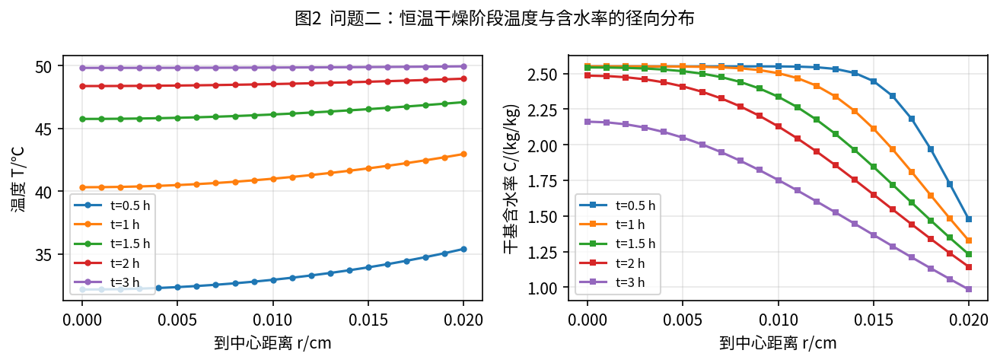 图2 问题二：恒温干燥阶段温度与含水率的径向分布
温度 T/°C
50
45
40
35
t=0.5 h
t=1 h
t=1.5 h
t=2 h
t=3 h
0.000 0.005 0.010 0.015 0.020
到中心距离 r/cm
干基含水率 C/(kg/kg)
2.50
2.25
2.00
1.75
1.50
1.25
1.00
t=0.5 h
t=1 h
t=1.5 h
t=2 h
t=3 h
0.000 0.005 0.010 0.015 0.020
到中心距离 r/cm